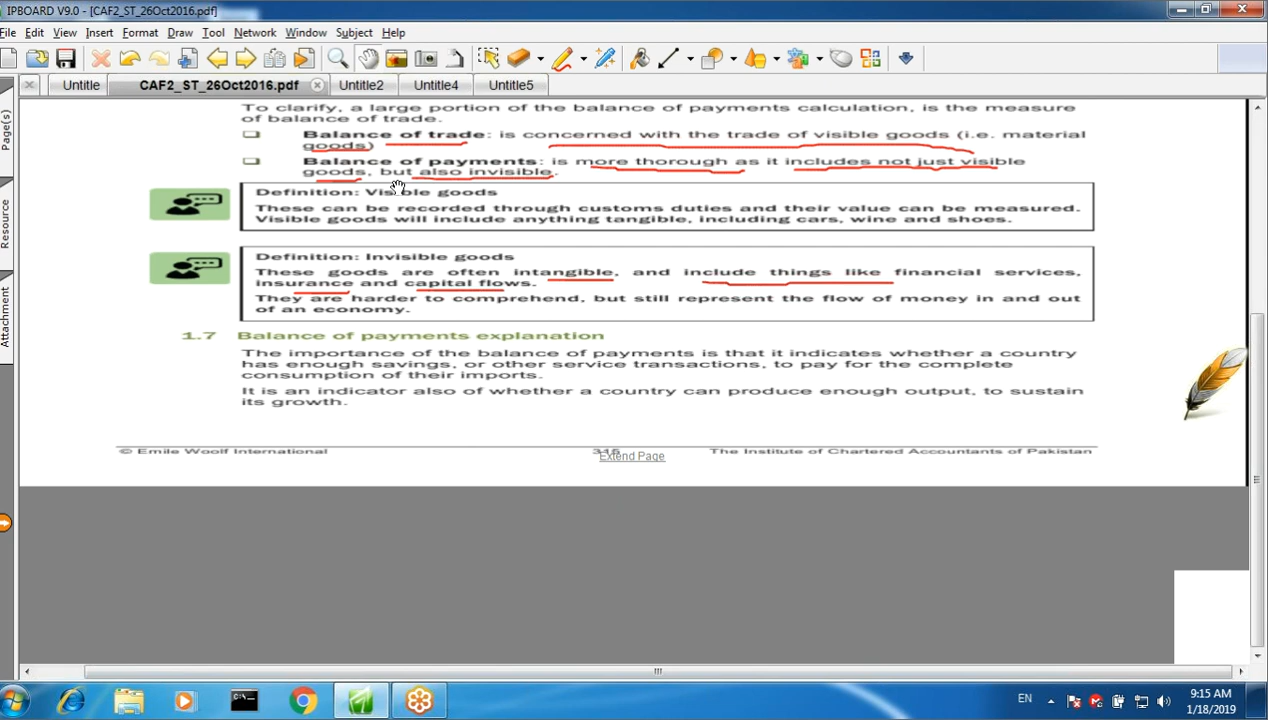 IPBOARD V9.0 - [CAF2_ST_26Oct2016.pdf]
File Edit View Insert Format Draw Tool Network Window Subject Help
Untitle CAF2_ST_26Oct2016.pdf Untitle2 Untitle4 Untitle5
Page(s)
Resource
Attachment
To clarify, a large portion of the balance of payments calculation, is the measure
of balance of trade.
Balance of trade: is concerned with the trade of visible goods (i.e. material
goods)
Balance of payments: is more thorough as it includes not just visible
goods, but also invisible.
Definition: Visible goods
These can be recorded through customs duties and their value can be measured.
Visible goods will include anything tangible, including cars, wine and shoes.
Definition: Invisible goods
These goods are often intangible, and include things like financial services,
insurance and capital flows.
They are harder to comprehend, but still represent the flow of money in and out
of an economy.
1.7 Balance of payments explanation
The importance of the balance of payments is that it indicates whether a country
has enough savings, or other service transactions, to pay for the complete
consumption of their imports.
It is an indicator also of whether a country can produce enough output, to sustain
its growth.
© Emile Woolf International The Institute of Chartered Accountants of Pakistan
Extend Page
EN 9:15 AM
1/18/2019